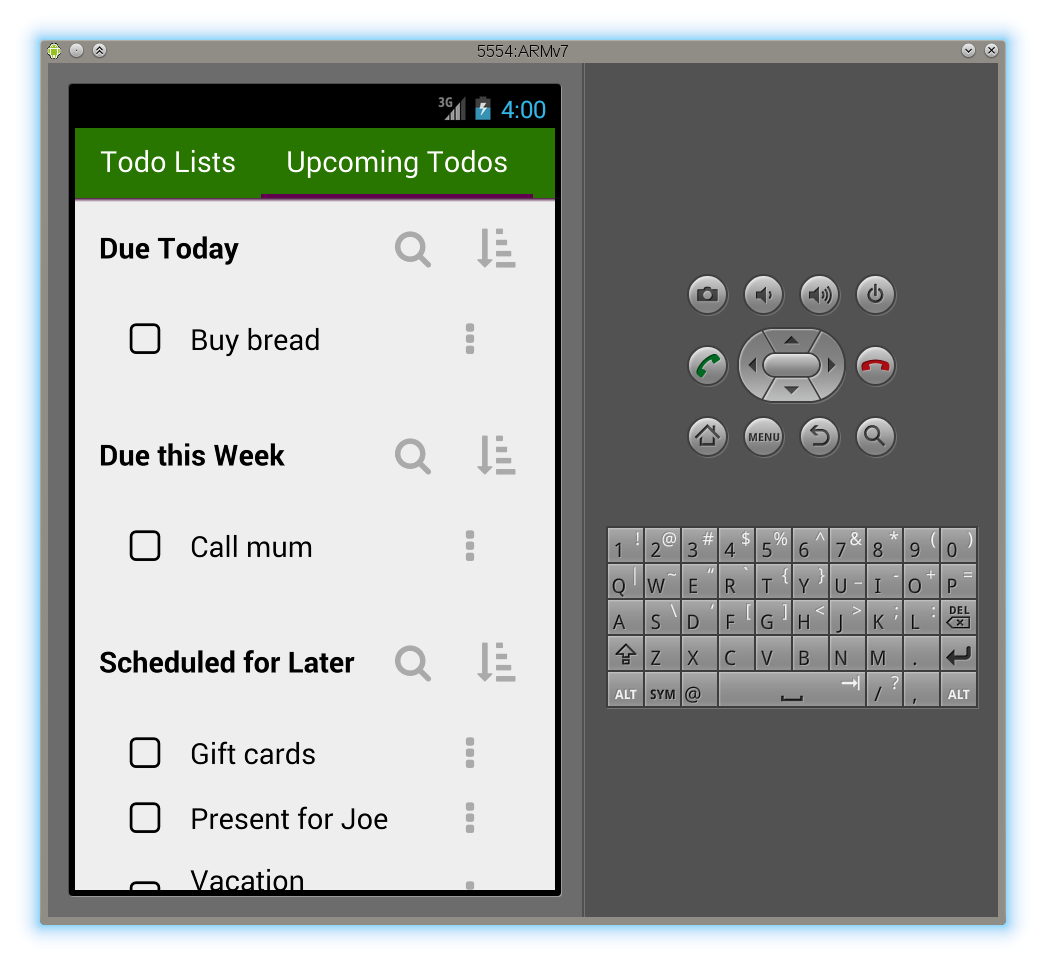 5554:ARMv7
3G 4:00
Todo Lists Upcoming Todos
Due Today
Buy bread
Due this Week
Call mum
Scheduled for Later
Gift cards
Present for Joe
Vacation
MENU
1 ! 2 @ 3 # 4 $ 5 % 6 ^ 7 & 8 * 9 ( 0 )
Q | W ~ E “ R ` T { Y } U _ I - O + P =
A S \ D ‘ F [ G ] H < J > K ; L : DEL
Z X C V B N M .
ALT SYM @ / ? , ALT